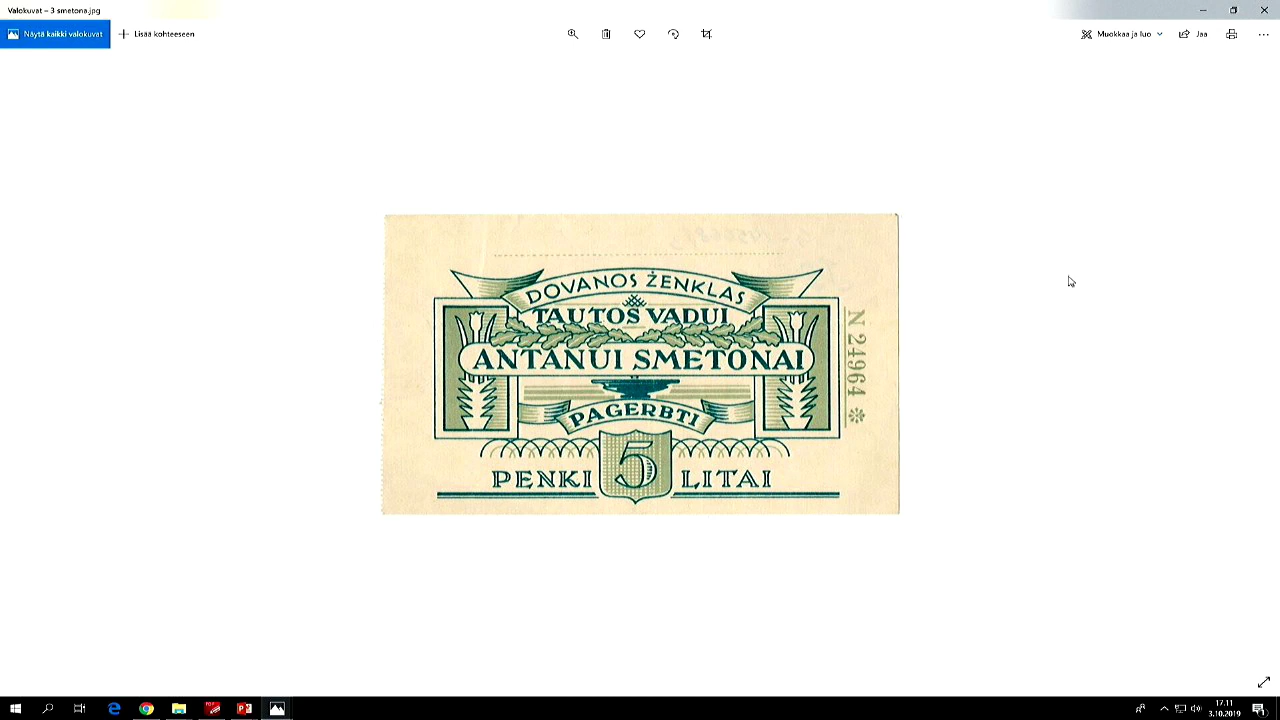 Valokuvat – 3 smetona.jpg
Näytä kaikki valokuvat
Lisää kohteeseen
Muokkaa ja luo
Jaa
DOVANOS ŽENKLAS
TAUTOS VADUI
ANTANUI SMETONAI
PAGERBTI
PENKI 5 LITAI
N 24964 *
17.11
3.10.2019